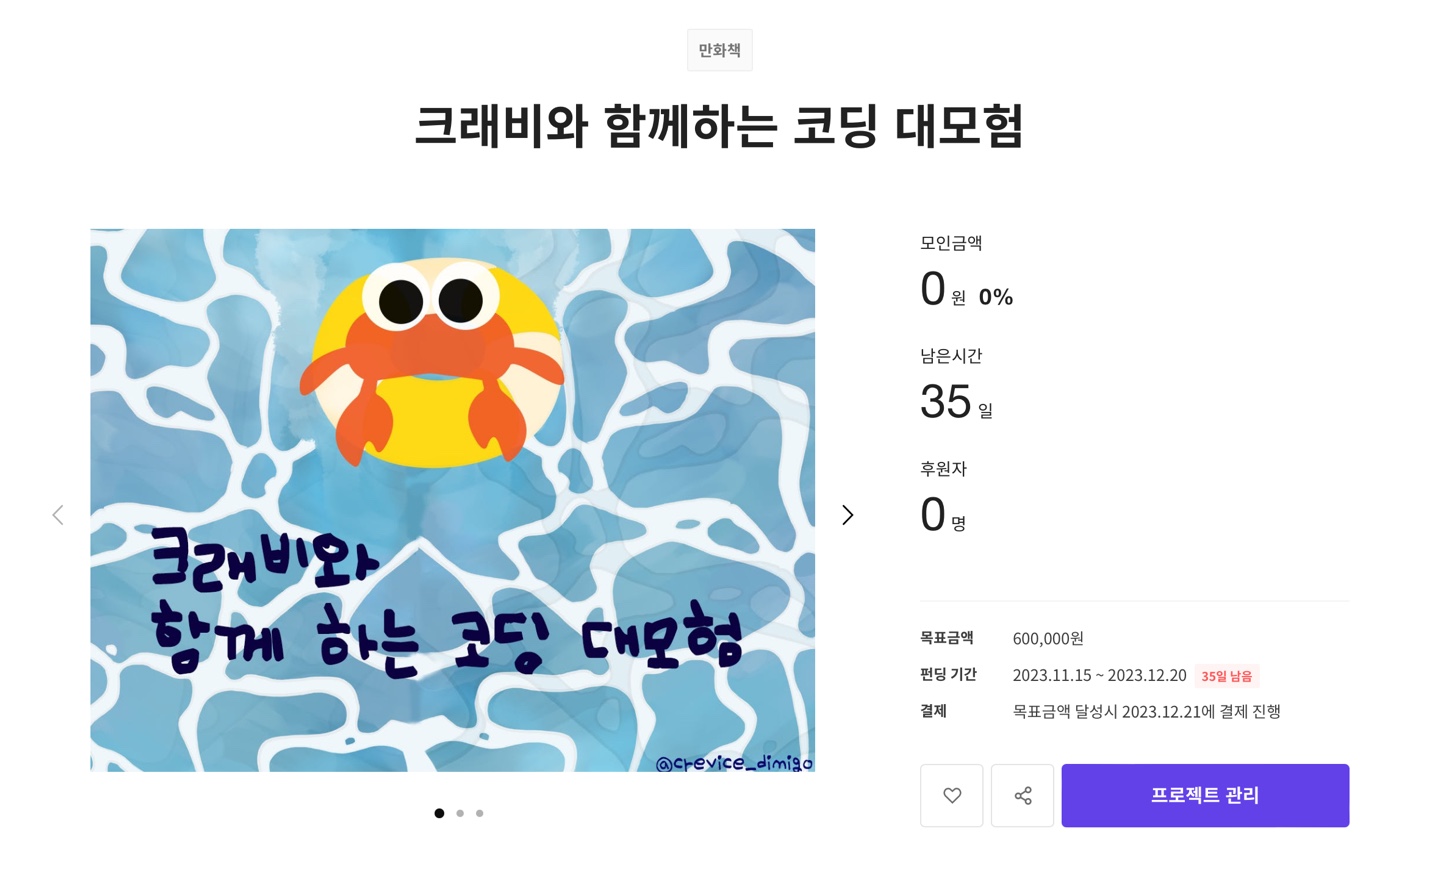 만화책
크래비와 함께하는 코딩 대모험
크래비와
함께 하는 코딩 대모험
@crevice_dimigo
모인금액
0원 0%
남은시간
35일
후원자
0명
목표금액 600,000원
펀딩 기간 2023.11.15 ~ 2023.12.20 35일 남음
결제 목표금액 달성시 2023.12.21에 결제 진행
프로젝트 관리